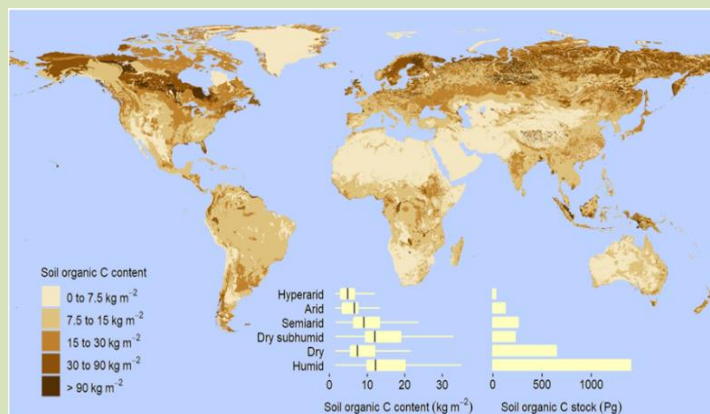 Soil organic C content
0 to 7.5 kg m⁻²
7.5 to 15 kg m⁻²
15 to 30 kg m⁻²
30 to 90 kg m⁻²
> 90 kg m⁻²
Hyperarid
Arid
Semiarid
Dry subhumid
Dry
Humid
0 10 20 30
Soil organic C content (kg m⁻²)
0 500 1000
Soil organic C stock (Pg)